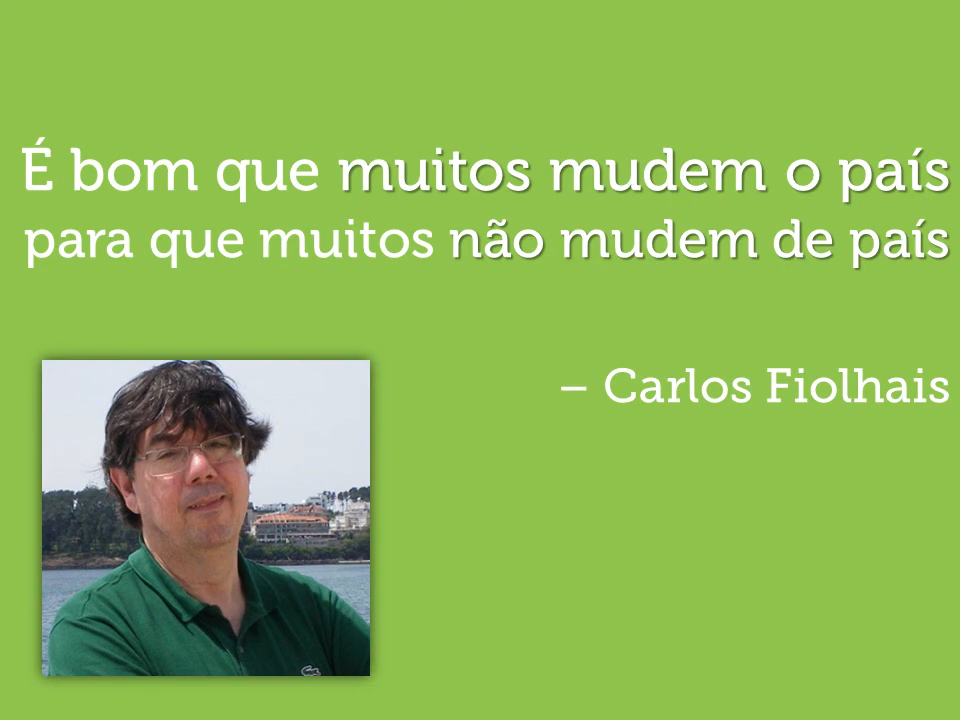 É bom que muitos mudem o país
para que muitos não mudem de país
– Carlos Fiolhais